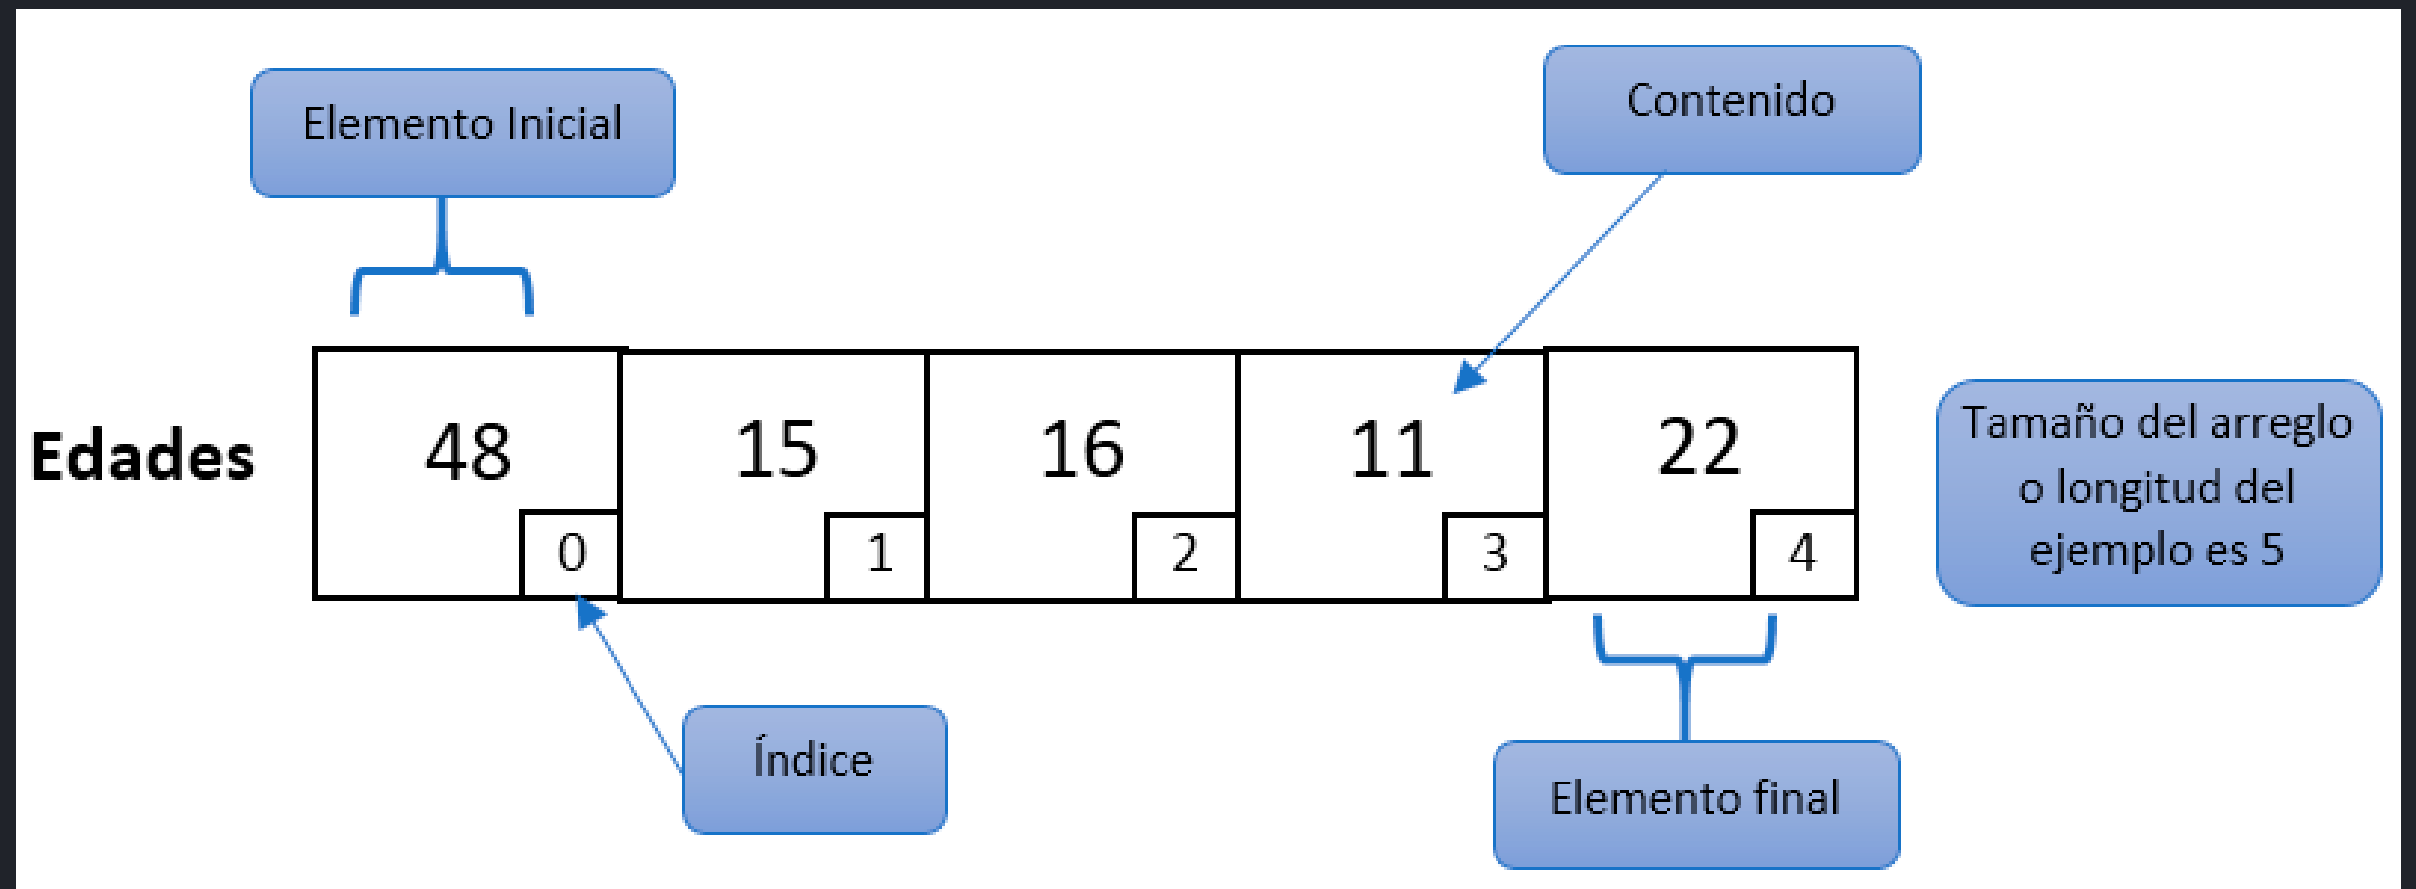 Elemento Inicial
Contenido
Edades
48
15
16
11
22
0
1
2
3
4
Tamaño del arreglo
o longitud del
ejemplo es 5
Índice
Elemento final